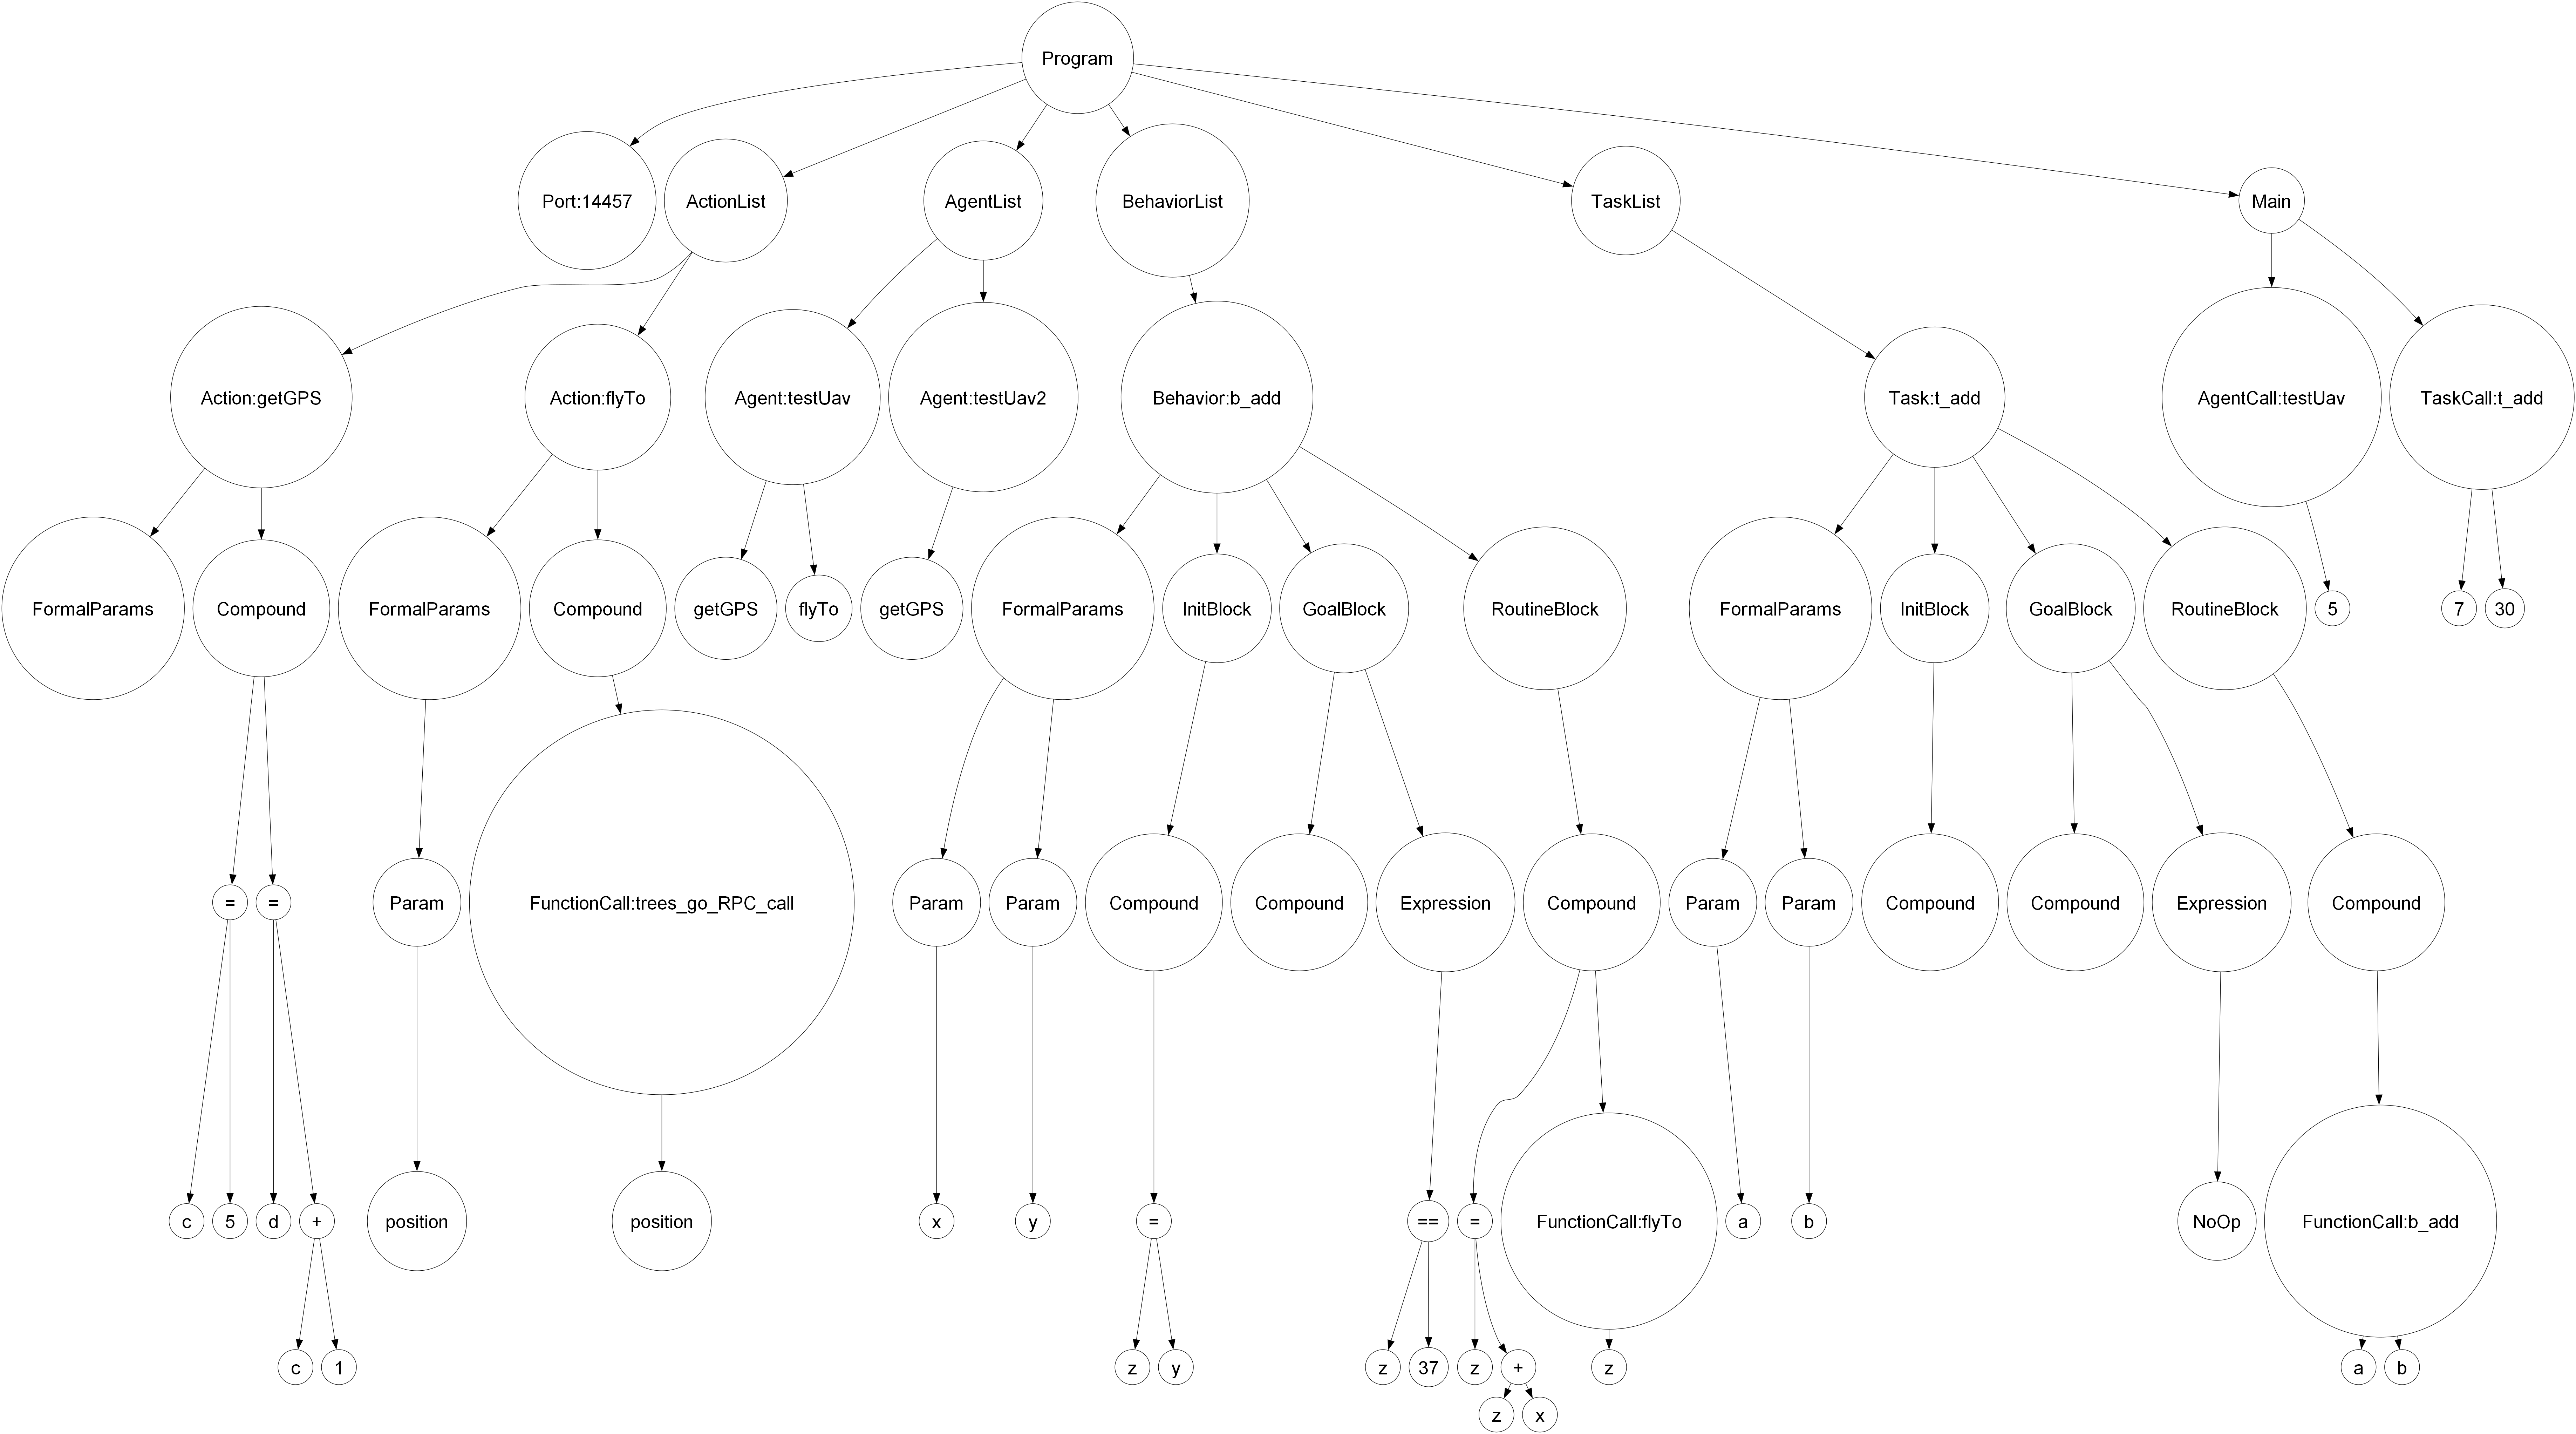 Program
Port:14457
ActionList
AgentList
BehaviorList
TaskList
Main
Action:getGPS
Action:flyTo
Agent:testUav
Agent:testUav2
Behavior:b_add
Task:t_add
AgentCall:testUav
TaskCall:t_add
FormalParams
Compound
FormalParams
Compound
getGPS
flyTo
getGPS
FormalParams
InitBlock
GoalBlock
RoutineBlock
FormalParams
InitBlock
GoalBlock
RoutineBlock
5
7
30
=
=
Param
FunctionCall:trees_go_RPC_call
Param
Param
Compound
Compound
Expression
Compound
Param
Param
Compound
Compound
Expression
Compound
c
5
d
+
position
position
x
y
=
==
=
FunctionCall:flyTo
a
b
NoOp
FunctionCall:b_add
c
1
z
y
z
37
z
+
z
a
b
z
x